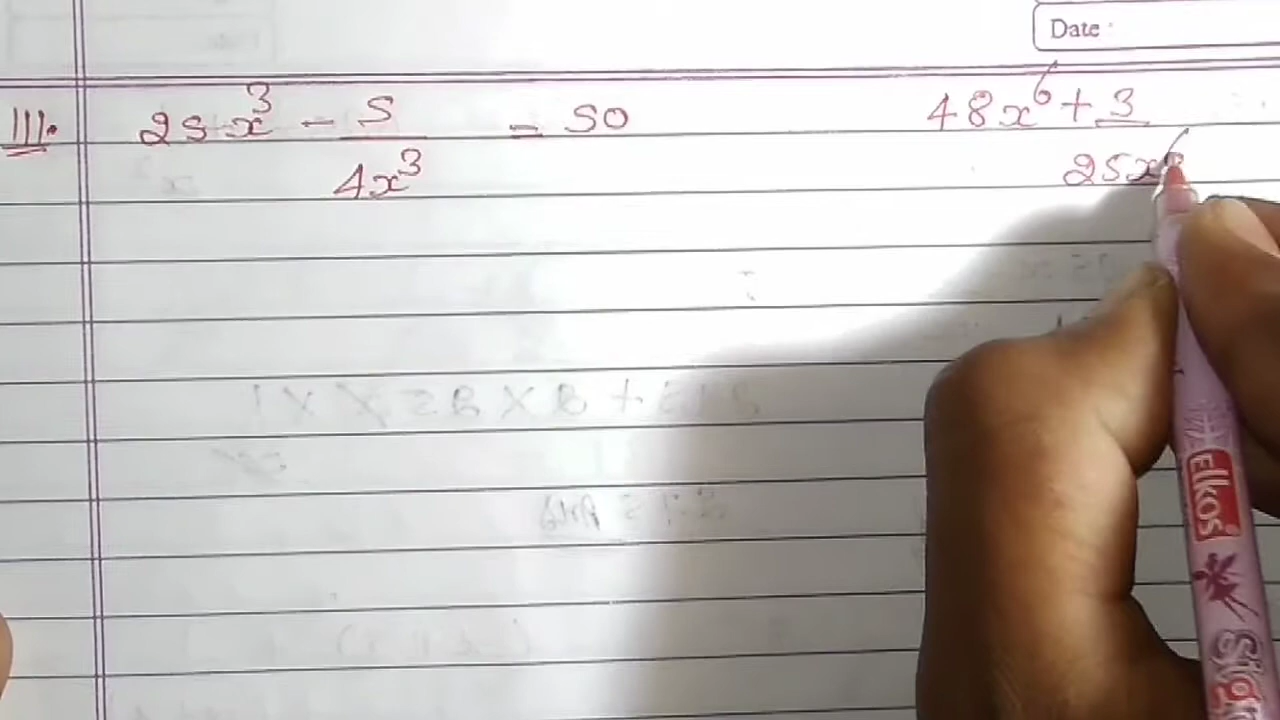 Date :
III. 25x³ - 5/4x³ = 50 48x⁶ + 3/25x⁶
Elkos